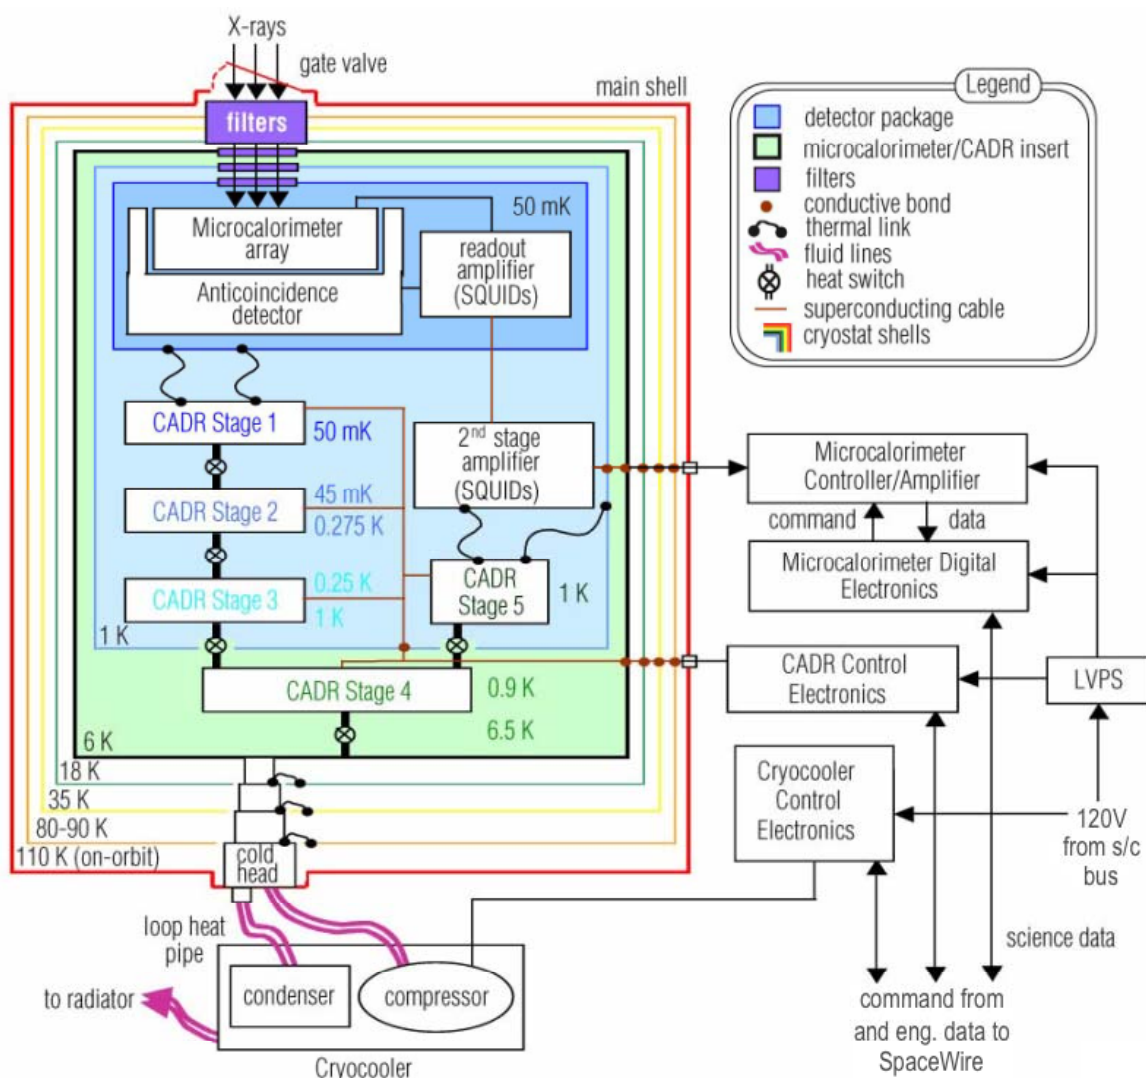 X-rays
gate valve
main shell
filters
Legend
detector package
microcalorimeter/CADR insert
filters
conductive bond
thermal link
fluid lines
heat switch
superconducting cable
cryostat shells
50 mK
Microcalorimeter
array
readout
amplifier
(SQUIDs)
Anticoincidence
detector
CADR Stage 1
50 mK
2nd stage
amplifier
(SQUIDs)
Microcalorimeter
Controller/Amplifier
45 mK
CADR Stage 2
0.275 K
command
data
Microcalorimeter Digital
Electronics
0.25 K
CADR Stage 3
1 K
CADR
Stage 5
1 K
1 K
CADR Stage 4
0.9 K
6.5 K
CADR Control
Electronics
LVPS
6 K
18 K
35 K
80-90 K
110 K (on-orbit)
cold
head
Cryocooler
Control
Electronics
120V
from s/c
bus
loop heat
pipe
science data
to radiator
condenser
compressor
Cryocooler
command from
and eng. data to
SpaceWire